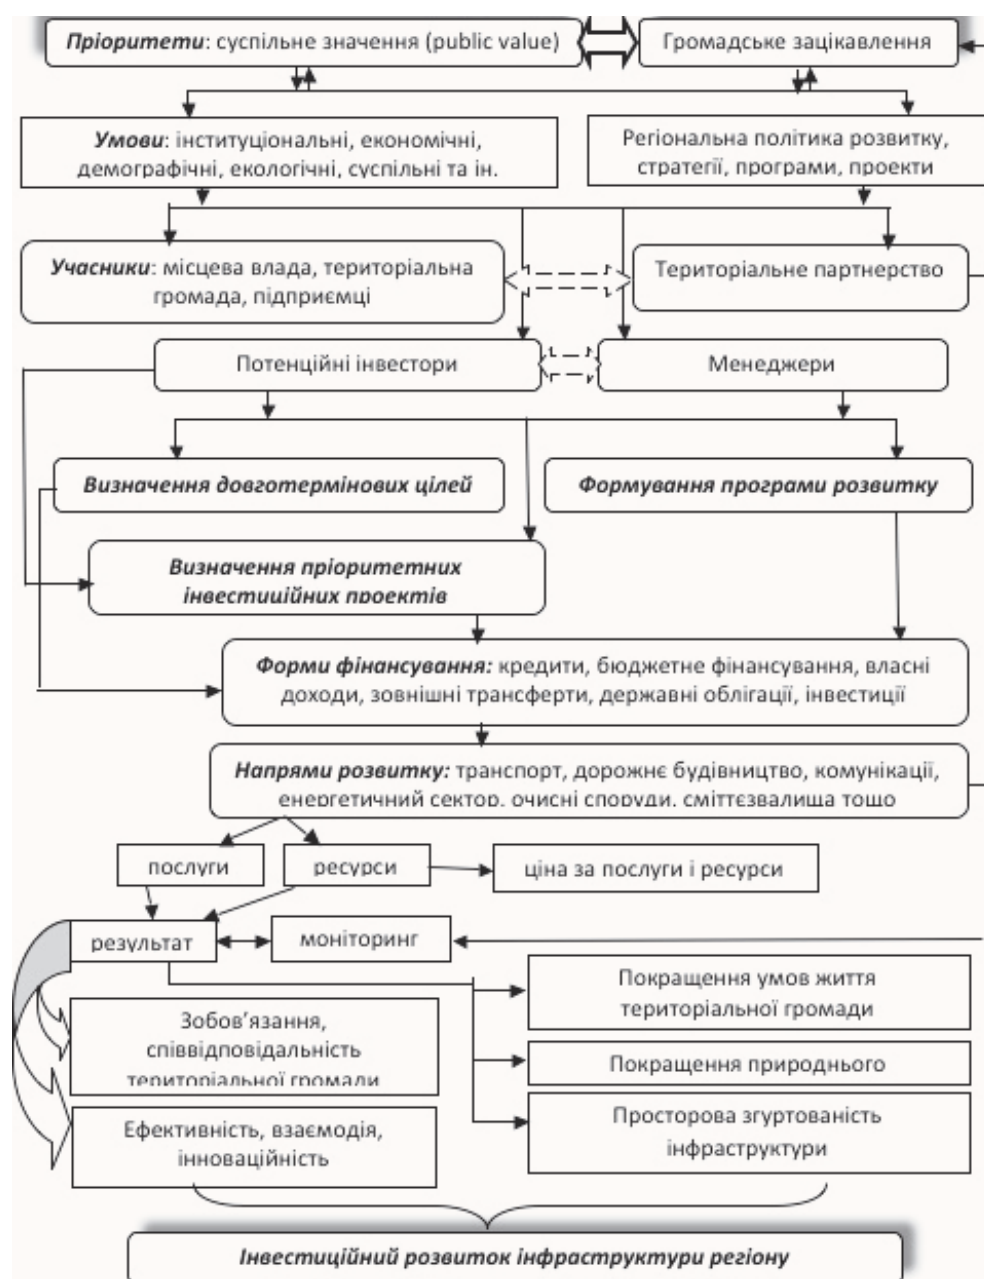 Пріоритети: суспільне значення (public value)
Громадське зацікавлення
Умови: інституціональні, економічні,
демографічні, екологічні, суспільні та ін.
Регіональна політика розвитку,
стратегії, програми, проекти
Учасники: місцева влада, територіальна
громада, підприємці
Територіальне партнерство
Потенційні інвестори
Менеджери
Визначення довготермінових цілей
Формування програми розвитку
Визначення пріоритетних
інвестиційних проектів
Форми фінансування: кредити, бюджетне фінансування, власні
доходи, зовнішні трансферти, державні облігації, інвестиції
Напрями розвитку: транспорт, дорожнє будівництво, комунікації,
енергетичний сектор, очисні споруди, сміттєзвалища тощо
послуги
ресурси
ціна за послуги і ресурси
результат
моніторинг
Покращення умов життя
територіальної громади
Зобов’язання,
співвідповідальність
територіальної громади
Покращення природнього
Ефективність, взаємодія,
інноваційність
Просторова згуртованість
інфраструктури
Інвестиційний розвиток інфраструктури регіону